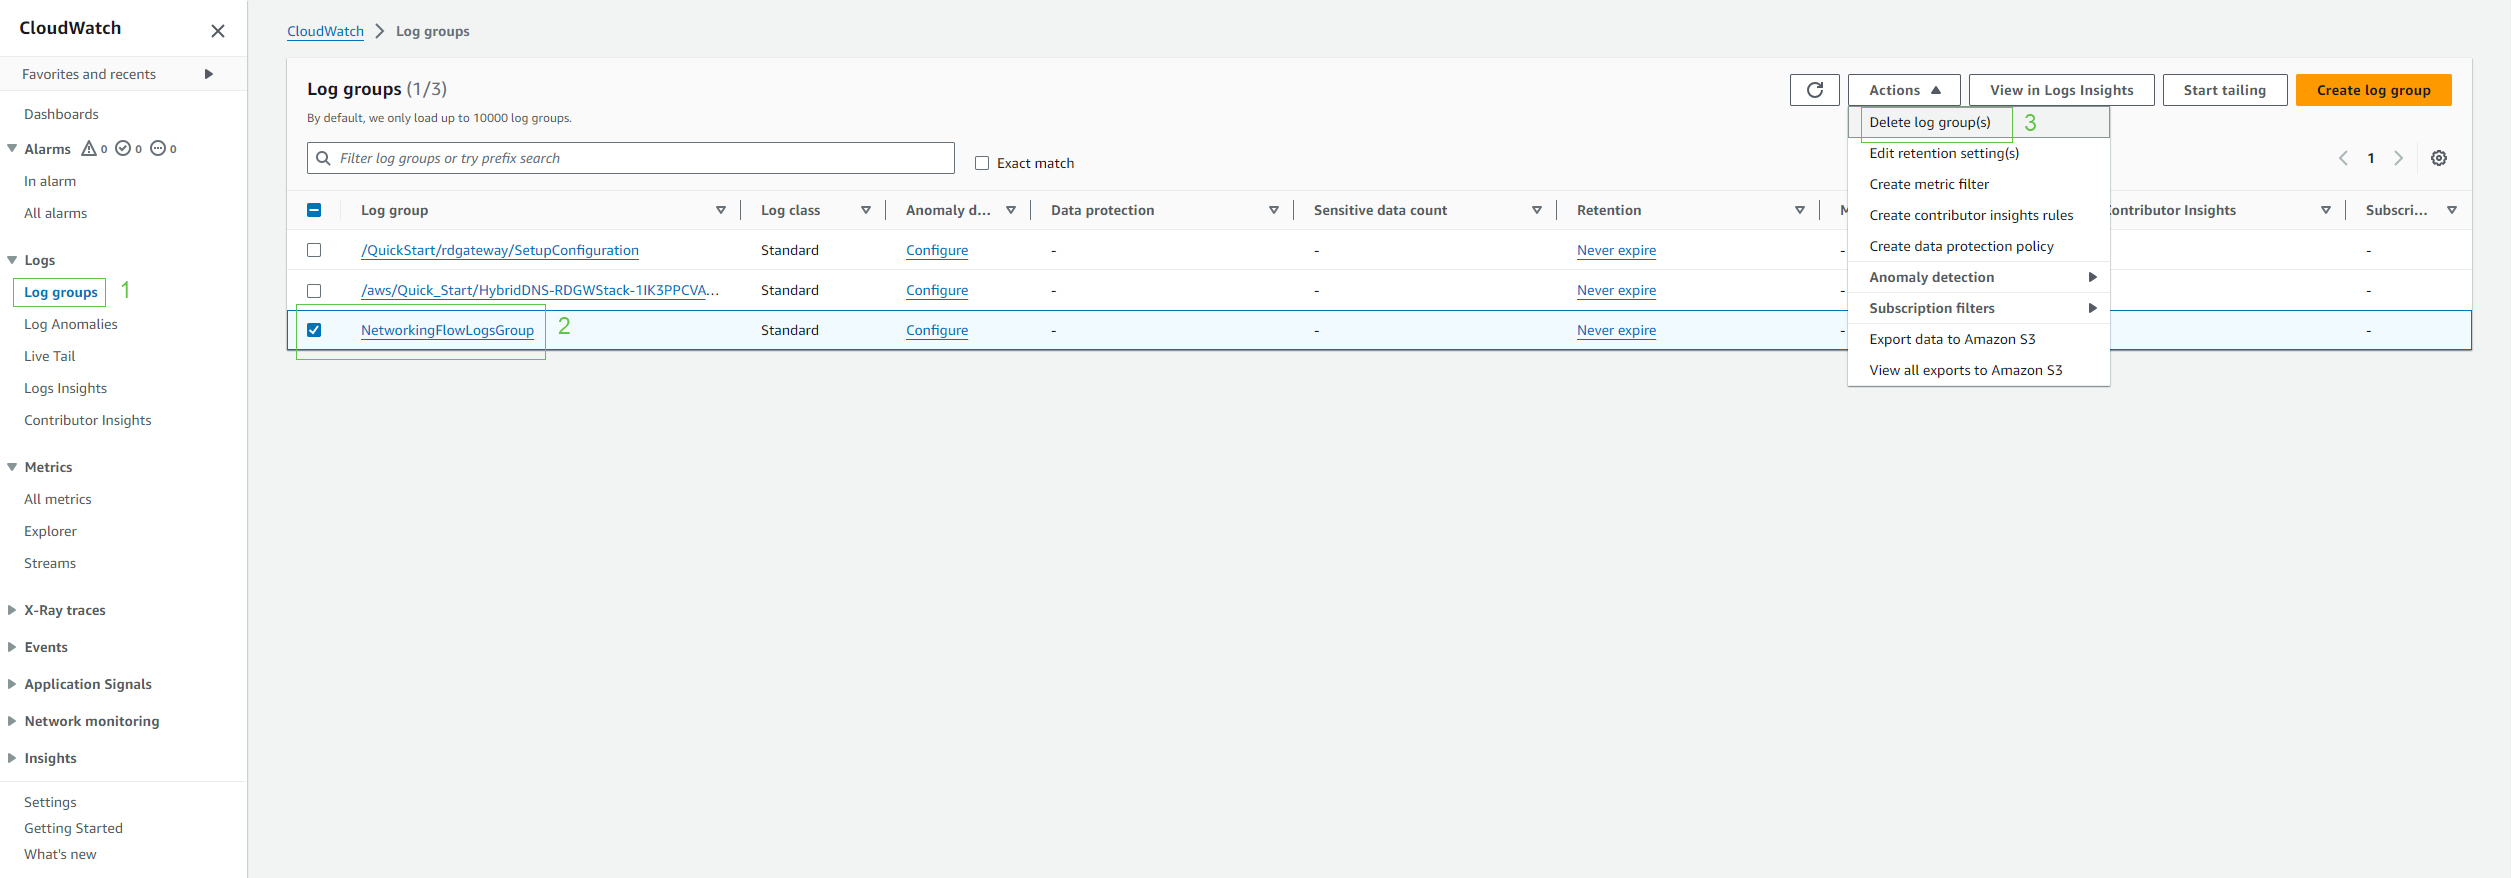 CloudWatch
Favorites and recents
Dashboards
Alarms 0 0 0
In alarm
All alarms
Logs
Log groups 1
Log Anomalies
Live Tail
Logs Insights
Contributor Insights
Metrics
All metrics
Explorer
Streams
X-Ray traces
Events
Application Signals
Network monitoring
Insights
Settings
Getting Started
What's new
CloudWatch Log groups
Log groups (1/3)
By default, we only load up to 10000 log groups.
Actions View in Logs Insights Start tailing Create log group
Filter log groups or try prefix search Exact match
1
Log group Log class Anomaly d... Data protection Sensitive data count Retention M ontributor Insights Subscri...
/QuickStart/rdgateway/SetupConfiguration Standard Configure - - Never expire - -
/aws/Quick_Start/HybridDNS-RDGWStack-1IK3PPCVA... Standard Configure - - Never expire - -
NetworkingFlowLogsGroup 2 Standard Configure - - Never expire -
Delete log group(s) 3
Edit retention setting(s)
Create metric filter
Create contributor insights rules
Create data protection policy
Anomaly detection
Subscription filters
Export data to Amazon S3
View all exports to Amazon S3